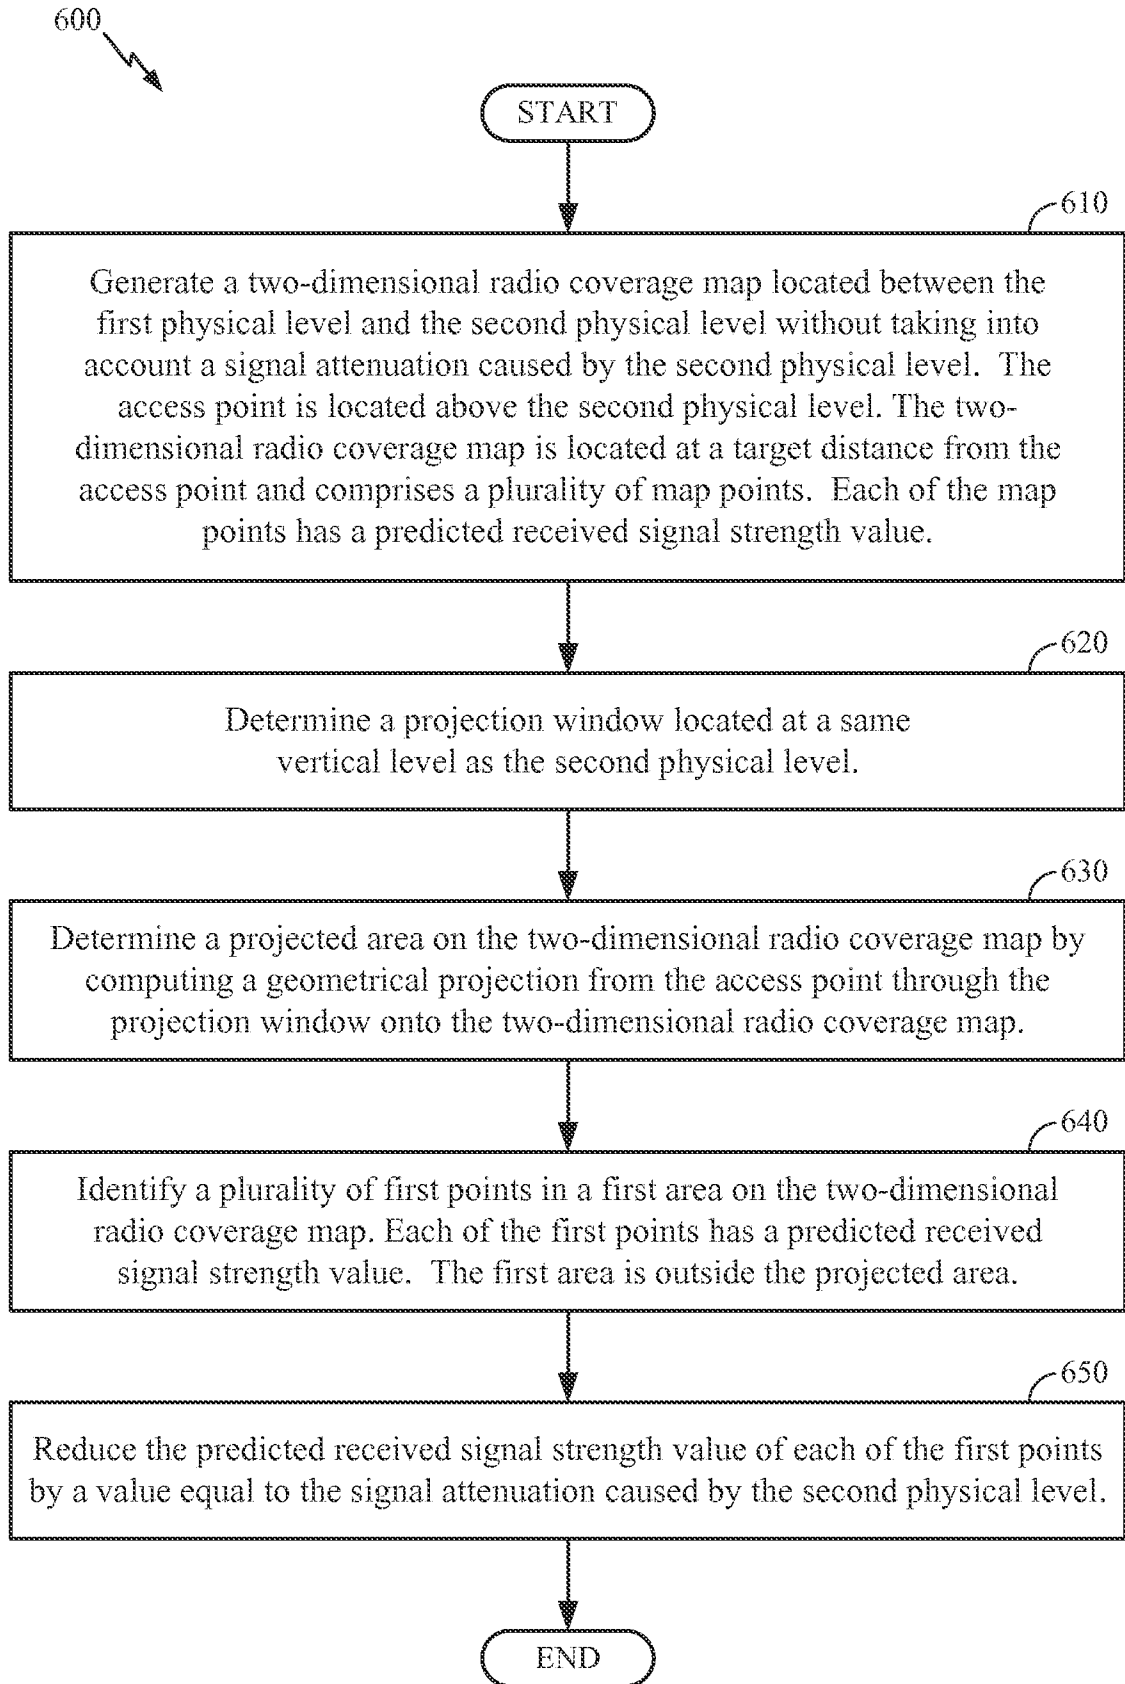 600
START
610
Generate a two-dimensional radio coverage map located between the
first physical level and the second physical level without taking into
account a signal attenuation caused by the second physical level. The
access point is located above the second physical level. The two-
dimensional radio coverage map is located at a target distance from the
access point and comprises a plurality of map points. Each of the map
points has a predicted received signal strength value.
620
Determine a projection window located at a same
vertical level as the second physical level.
630
Determine a projected area on the two-dimensional radio coverage map by
computing a geometrical projection from the access point through the
projection window onto the two-dimensional radio coverage map.
640
Identify a plurality of first points in a first area on the two-dimensional
radio coverage map. Each of the first points has a predicted received
signal strength value. The first area is outside the projected area.
650
Reduce the predicted received signal strength value of each of the first points
by a value equal to the signal attenuation caused by the second physical level.
END